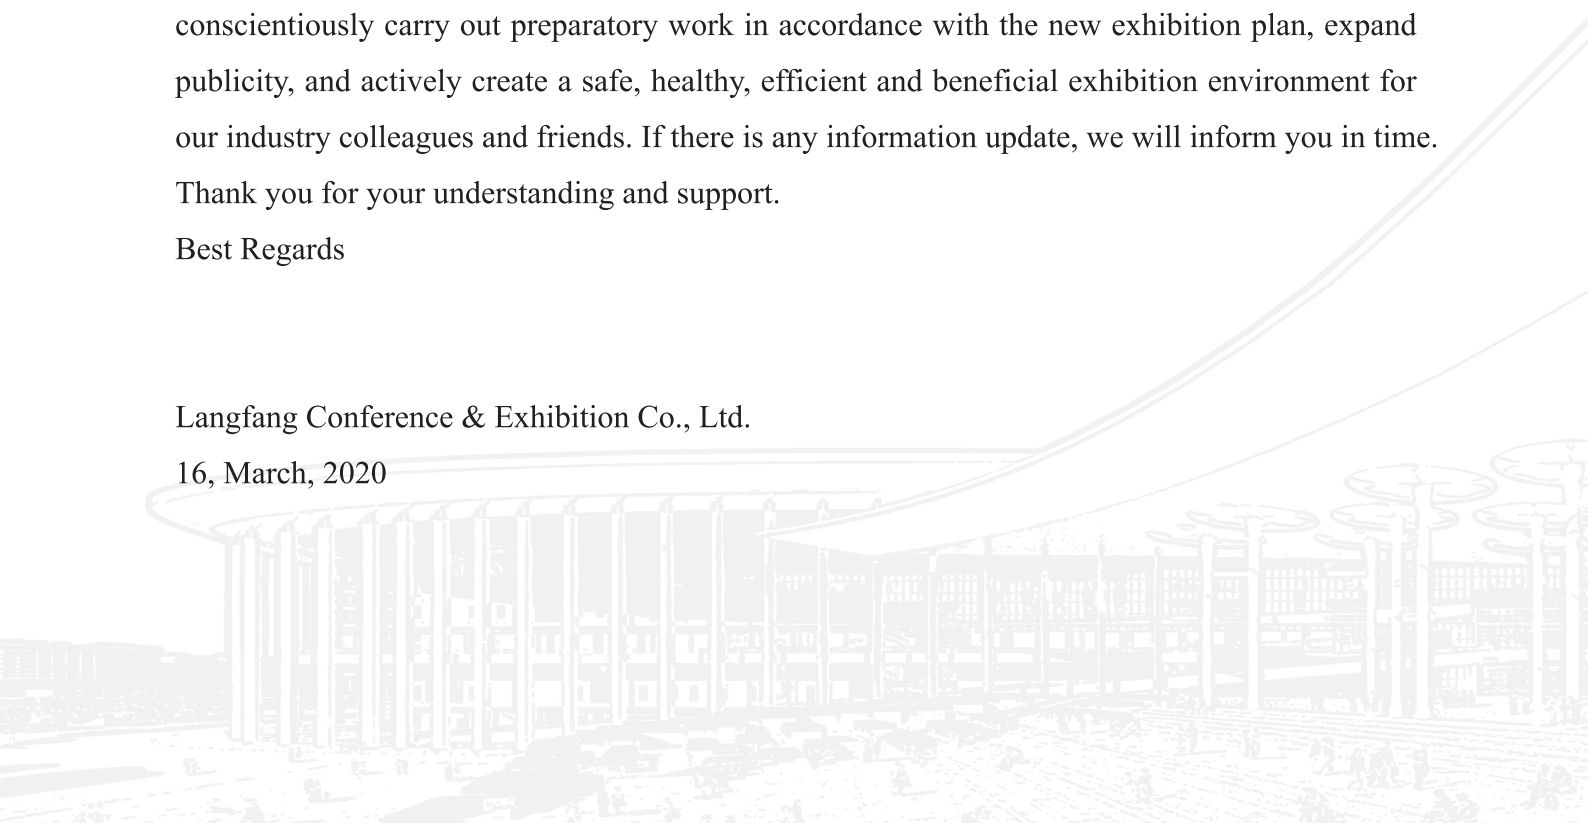 conscientiously carry out preparatory work in accordance with the new exhibition plan, expand
publicity, and actively create a safe, healthy, efficient and beneficial exhibition environment for
our industry colleagues and friends. If there is any information update, we will inform you in time.
Thank you for your understanding and support.
Best Regards
Langfang Conference & Exhibition Co., Ltd.
16, March, 2020